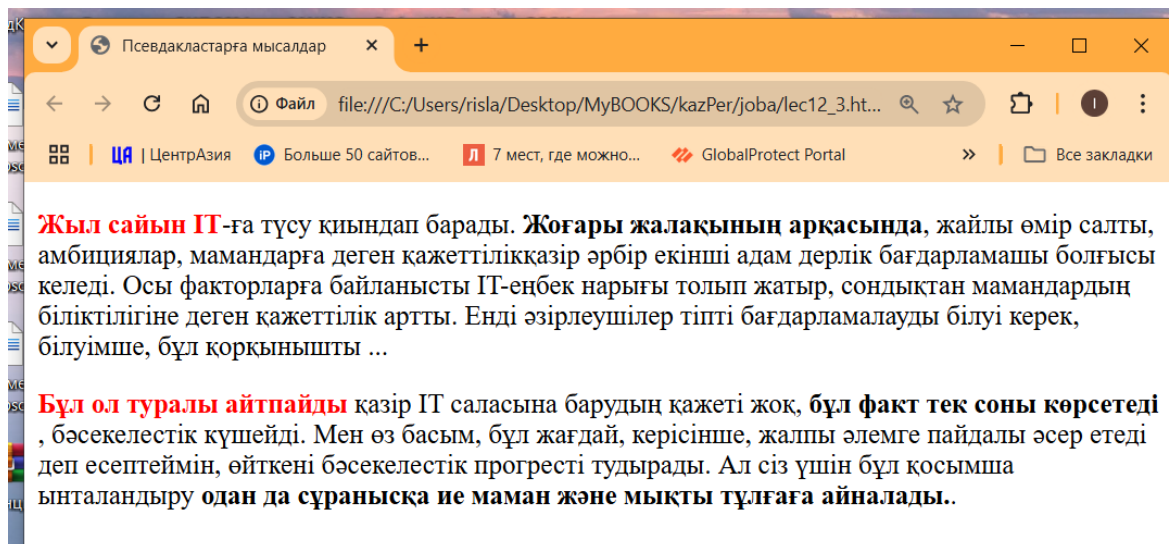 Псевдакластарға мысалдар
Файл file:///C:/Users/risla/Desktop/MyBOOKS/kazPer/joba/lec12_3.ht... I
ЦА | ЦентрАзия iP Больше 50 сайтов... Л 7 мест, где можно... GlobalProtect Portal » Все закладки
Жыл сайын IT-ға түсу қиындап барады. Жоғары жалақының арқасында, жайлы өмір салты,
амбициялар, мамандарға деген қажеттілікқазір әрбір екінші адам дерлік бағдарламашы болғысы
келеді. Осы факторларға байланысты IT-еңбек нарығы толып жатыр, сондықтан мамандардың
біліктілігіне деген қажеттілік артты. Енді әзірлеушілер тіпті бағдарламалауды білуі керек,
білуімше, бұл қорқынышты ...
Бұл ол туралы айтпайды қазір IT саласына барудың қажеті жоқ, бұл факт тек соны көрсетеді
, бәсекелестік күшейді. Мен өз басым, бұл жағдай, керісінше, жалпы әлемге пайдалы әсер етеді
деп есептеймін, өйткені бәсекелестік прогресті тудырады. Ал сіз үшін бұл қосымша
ынталандыру одан да сұранысқа ие маман және мықты тұлғаға айналады..